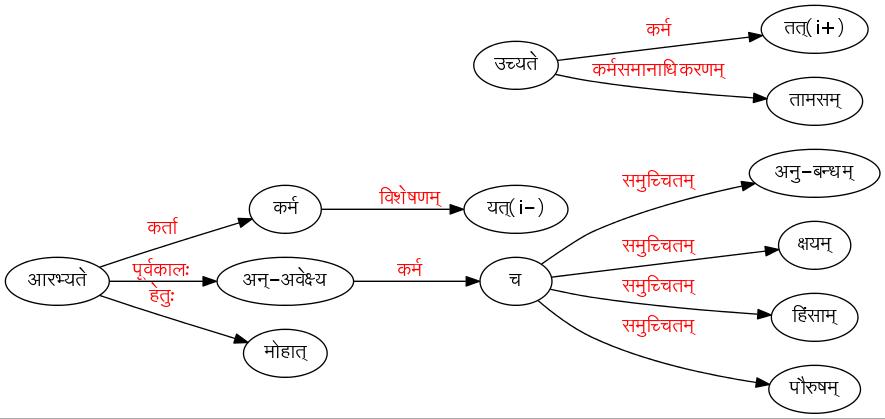 कर्म
तत्(i+)
उच्यते
कर्मसमानाधिकरणम्
तामसम्
समुच्चितम्
अनु-बन्धम्
विशेषणम्
कर्म
यत्(i-)
कर्ता
समुच्चितम्
क्षयम्
आरभ्यते
पूर्वकालः
अन्-अवेक्ष्य
कर्म
च
हेतुः
समुच्चितम्
हिंसाम्
मोहात्
समुच्चितम्
पौरुषम्